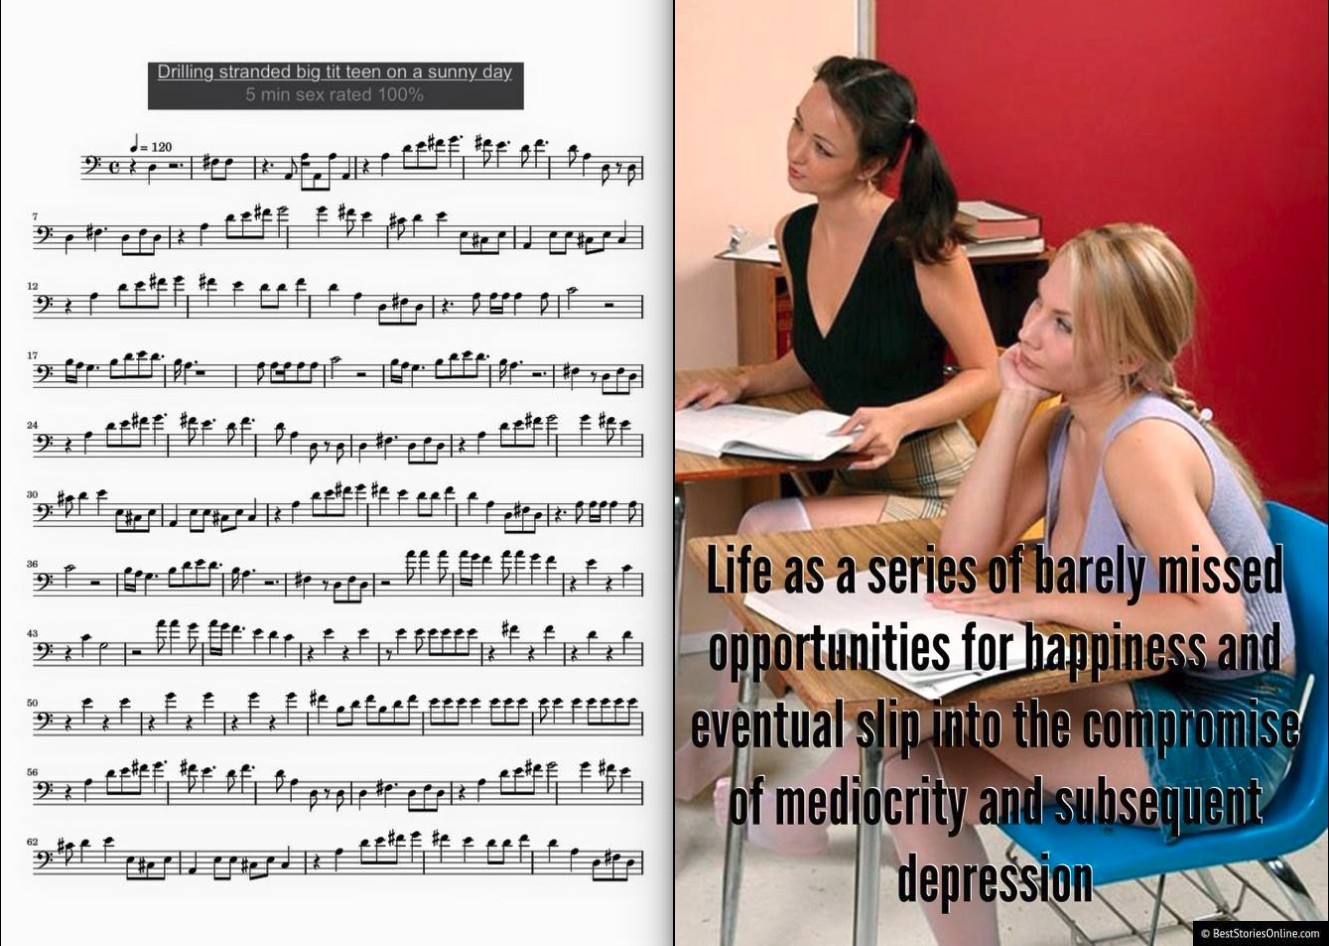 Drilling stranded big tit teen on a sunny day
5 min sex rated 100%
= 120
7
12
17
24
30
36
43
50
56
62
Life as a series of barely missed
opportunities for happiness and
eventual slip into the compromise
of mediocrity and subsequent
depression
© BestStoriesOnline.com